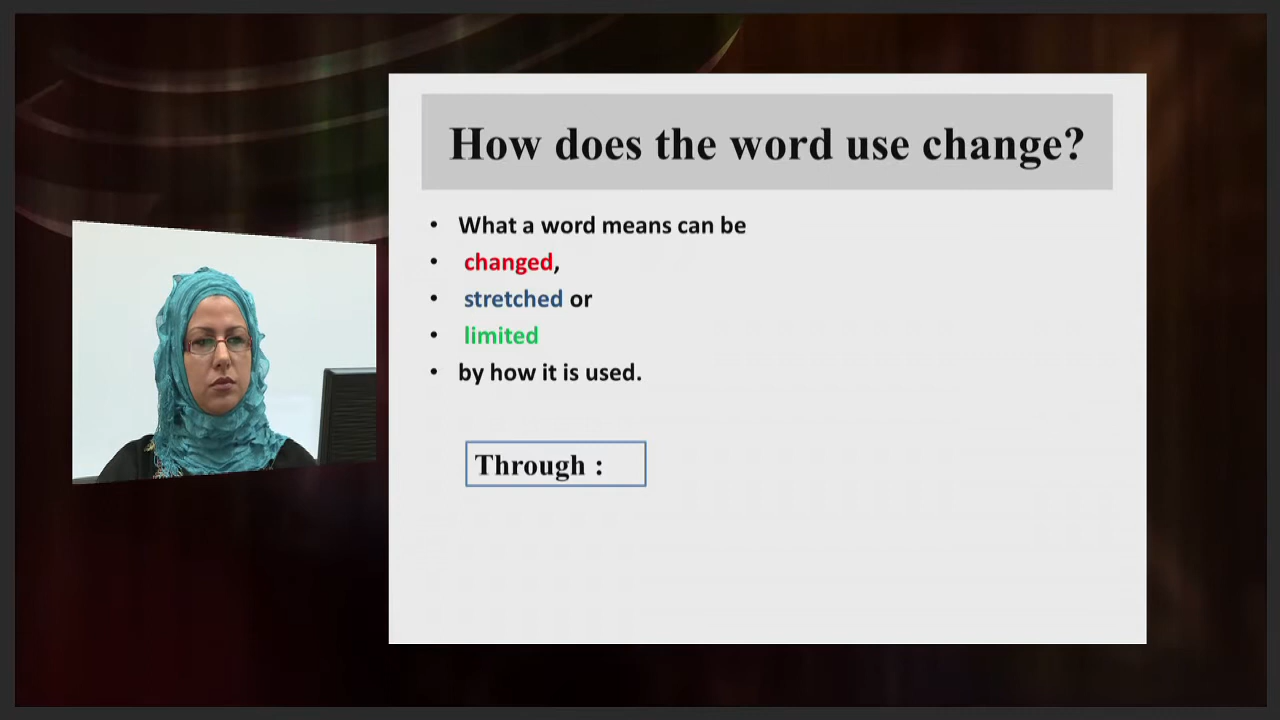 How does the word use change?
• What a word means can be
• changed,
• stretched or
• limited
• by how it is used.
Through :